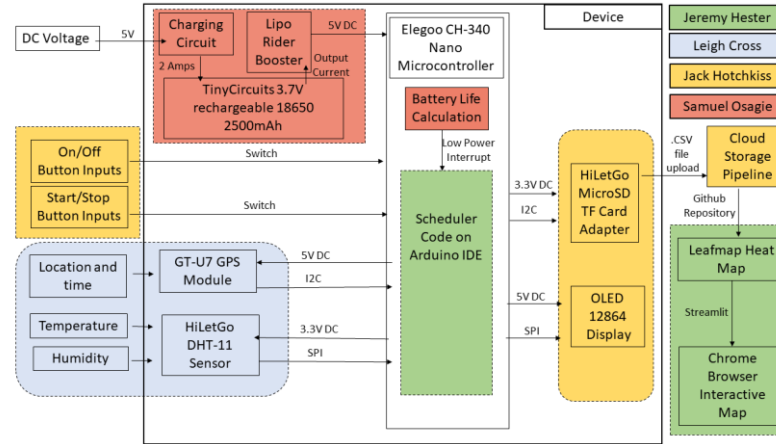 Device
Jeremy Hester
Leigh Cross
Jack Hotchkiss
Samuel Osagie
DC Voltage
5V
Charging
Circuit
Lipo
Rider
Booster
5V DC
2 Amps
Output
Current
TinyCircuits 3.7V
rechargeable 18650
2500mAh
Elegoo CH-340
Nano
Microcontroller
Battery Life
Calculation
Low Power
Interrupt
Scheduler
Code on
Arduino IDE
On/Off
Button Inputs
Switch
Start/Stop
Button Inputs
Switch
Location and
time
GT-U7 GPS
Module
5V DC
I2C
Temperature
Humidity
HiLetGo
DHT-11
Sensor
3.3V DC
SPI
3.3V DC
I2C
HiLetGo
MicroSD
TF Card
Adapter
5V DC
SPI
OLED
12864
Display
.CSV
file
upload
Cloud
Storage
Pipeline
Github
Repository
Leafmap Heat
Map
Streamlit
Chrome
Browser
Interactive
Map